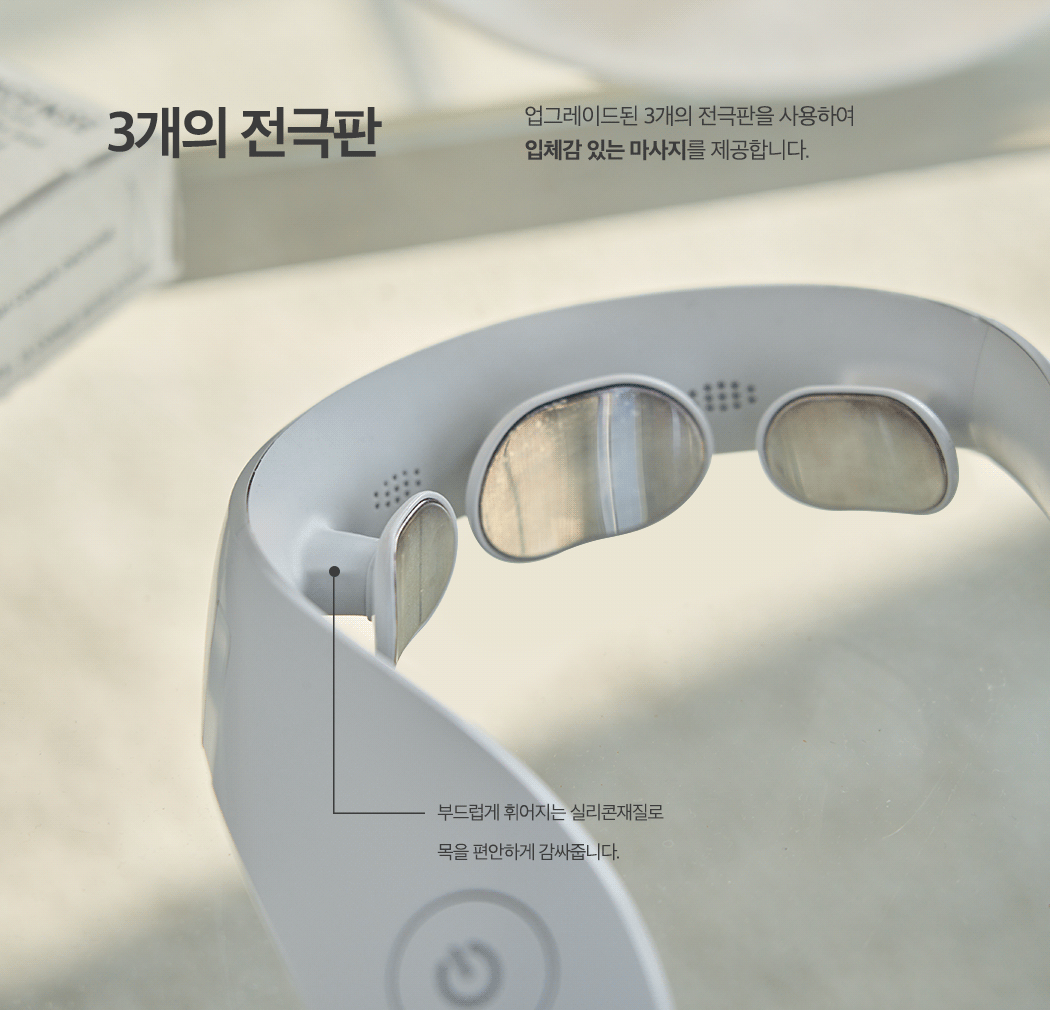 3개의 전극판
업그레이드된 3개의 전극판을 사용하여
입체감 있는 마사지를 제공합니다.
부드럽게 휘어지는 실리콘재질로
목을 편안하게 감싸줍니다.